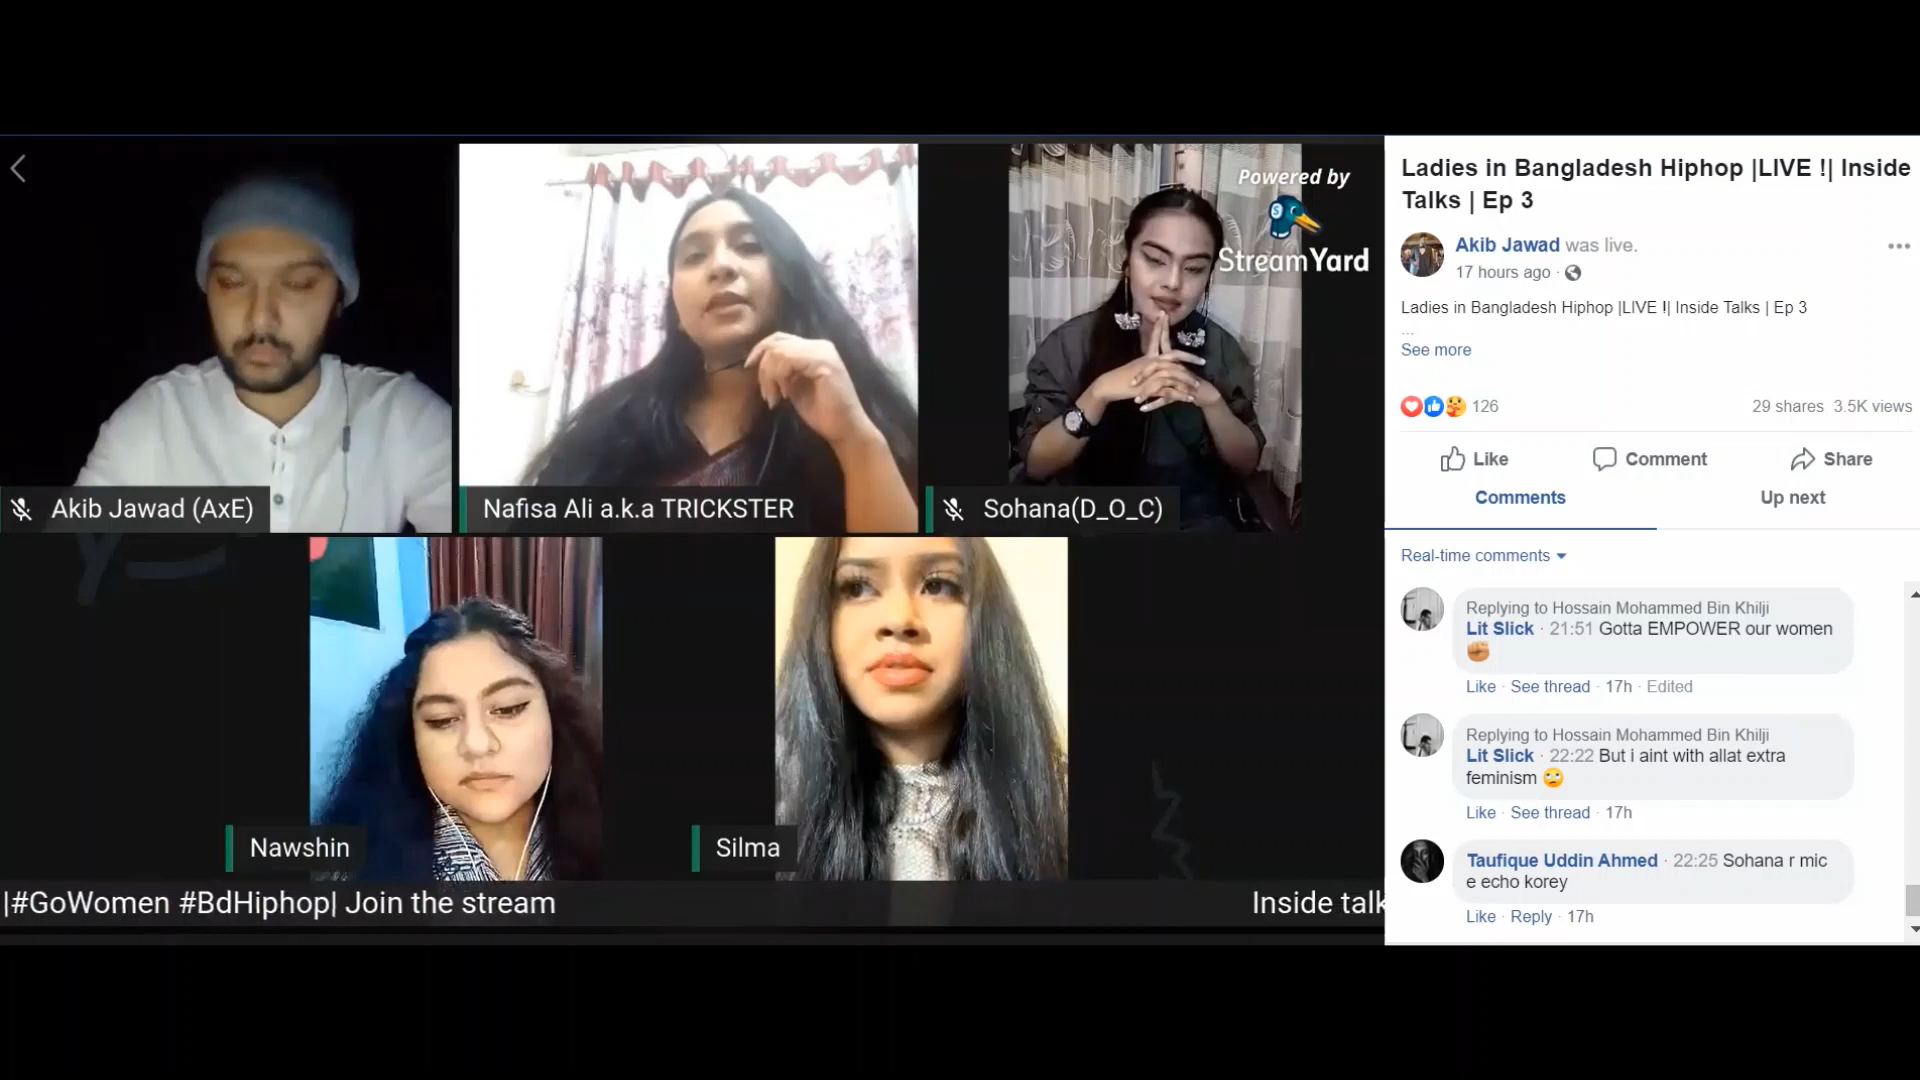 Powered by
StreamYard
Akib Jawad (AxE)
Nafisa Ali a.k.a TRICKSTER
Sohana(D_O_C)
Nawshin
Silma
|#GoWomen #BdHiphop| Join the stream
Inside talk
Ladies in Bangladesh Hiphop |LIVE !| Inside
Talks | Ep 3
Akib Jawad was live.
17 hours ago ·
Ladies in Bangladesh Hiphop |LIVE !| Inside Talks | Ep 3
...
See more
126
29 shares 3.5K views
Like
Comment
Share
Comments
Up next
Real-time comments
Replying to Hossain Mohammed Bin Khilji
Lit Slick · 21:51 Gotta EMPOWER our women
✊
Like · See thread · 17h · Edited
Replying to Hossain Mohammed Bin Khilji
Lit Slick · 22:22 But i aint with allat extra
feminism 🙄
Like · See thread · 17h
Taufique Uddin Ahmed · 22:25 Sohana r mic
e echo korey
Like · Reply · 17h